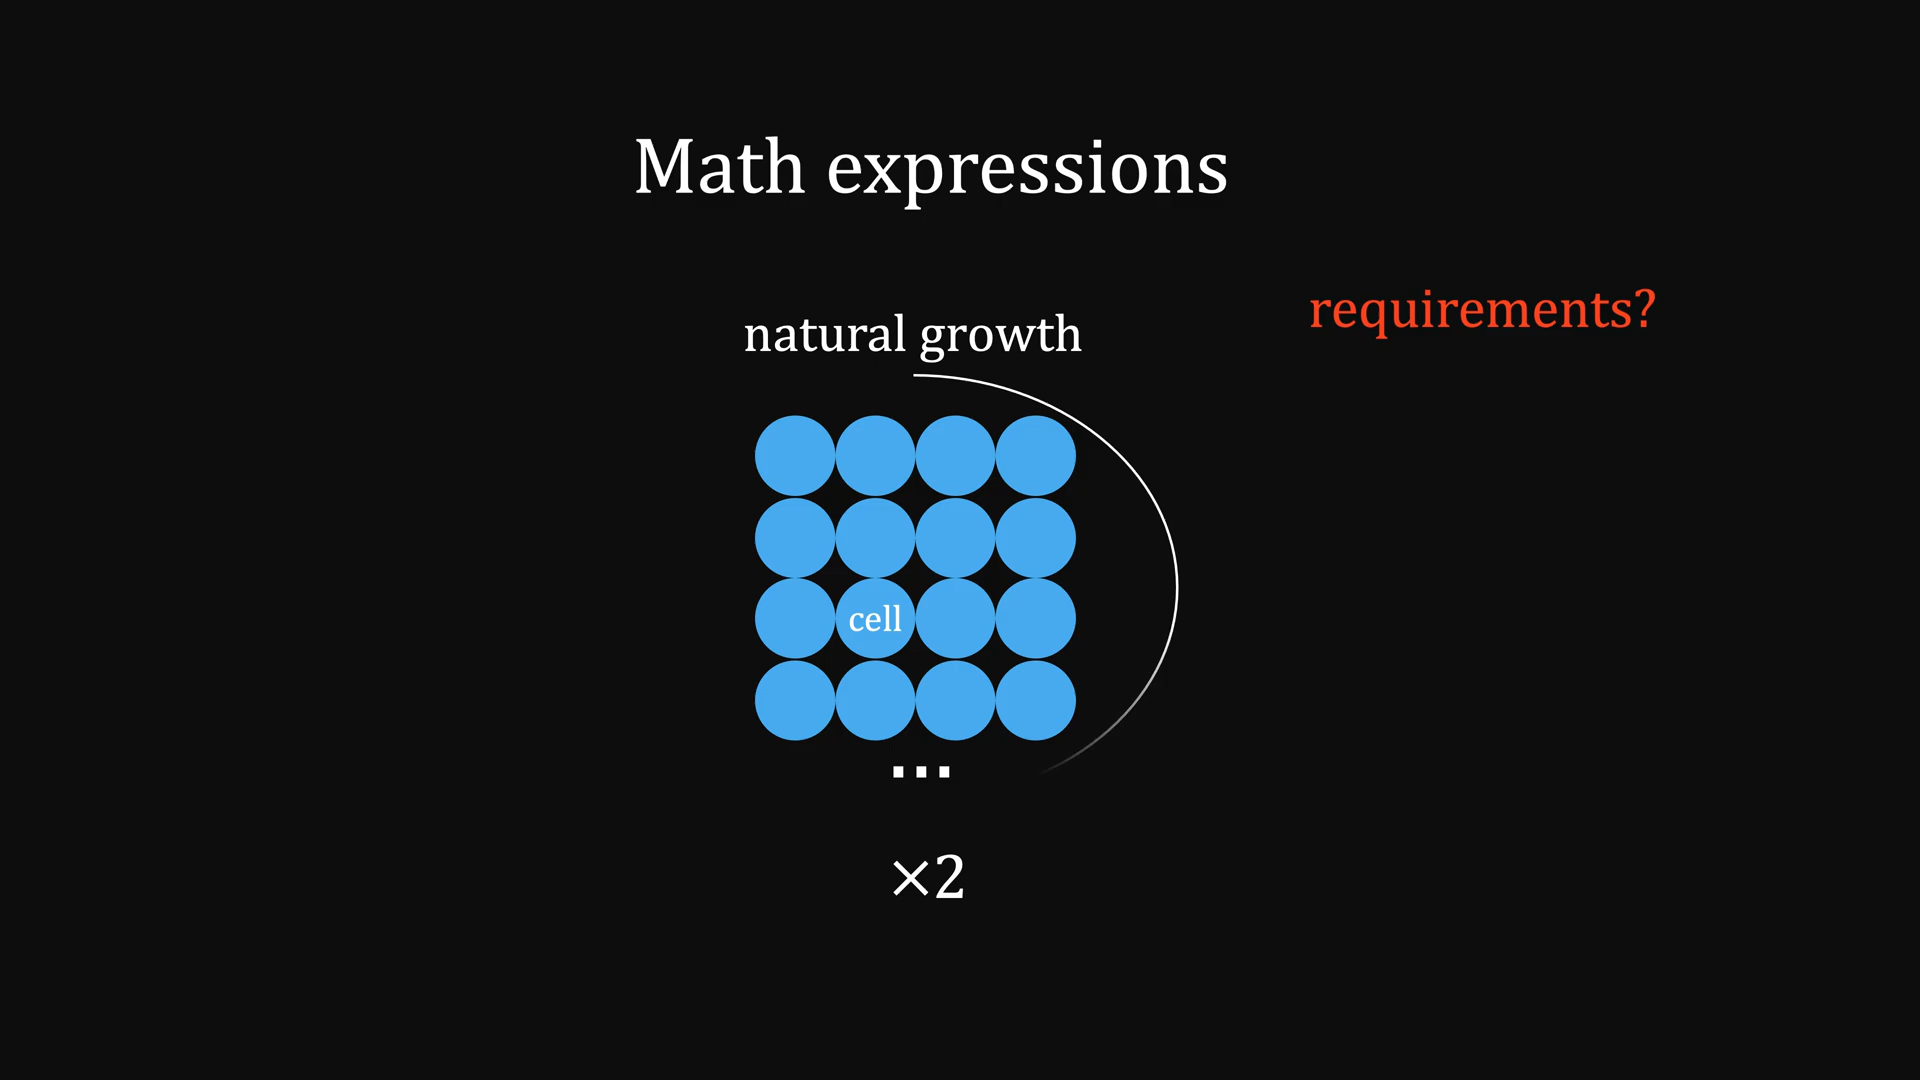 Math expressions
requirements?
natural growth
cell
...
×2